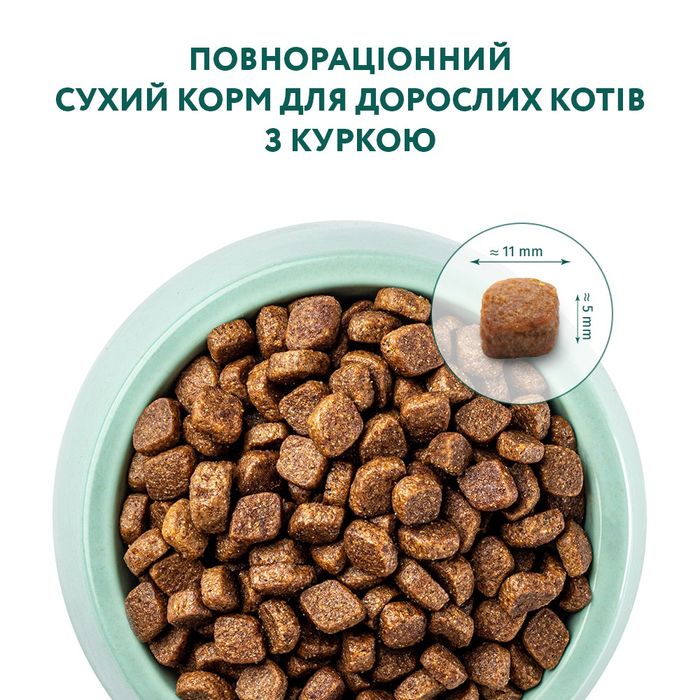 ПОВНОРАЦІОННИЙ
СУХИЙ КОРМ ДЛЯ ДОРОСЛИХ КОТІВ
З КУРКОЮ
≈ 11 mm
≈ 5 mm